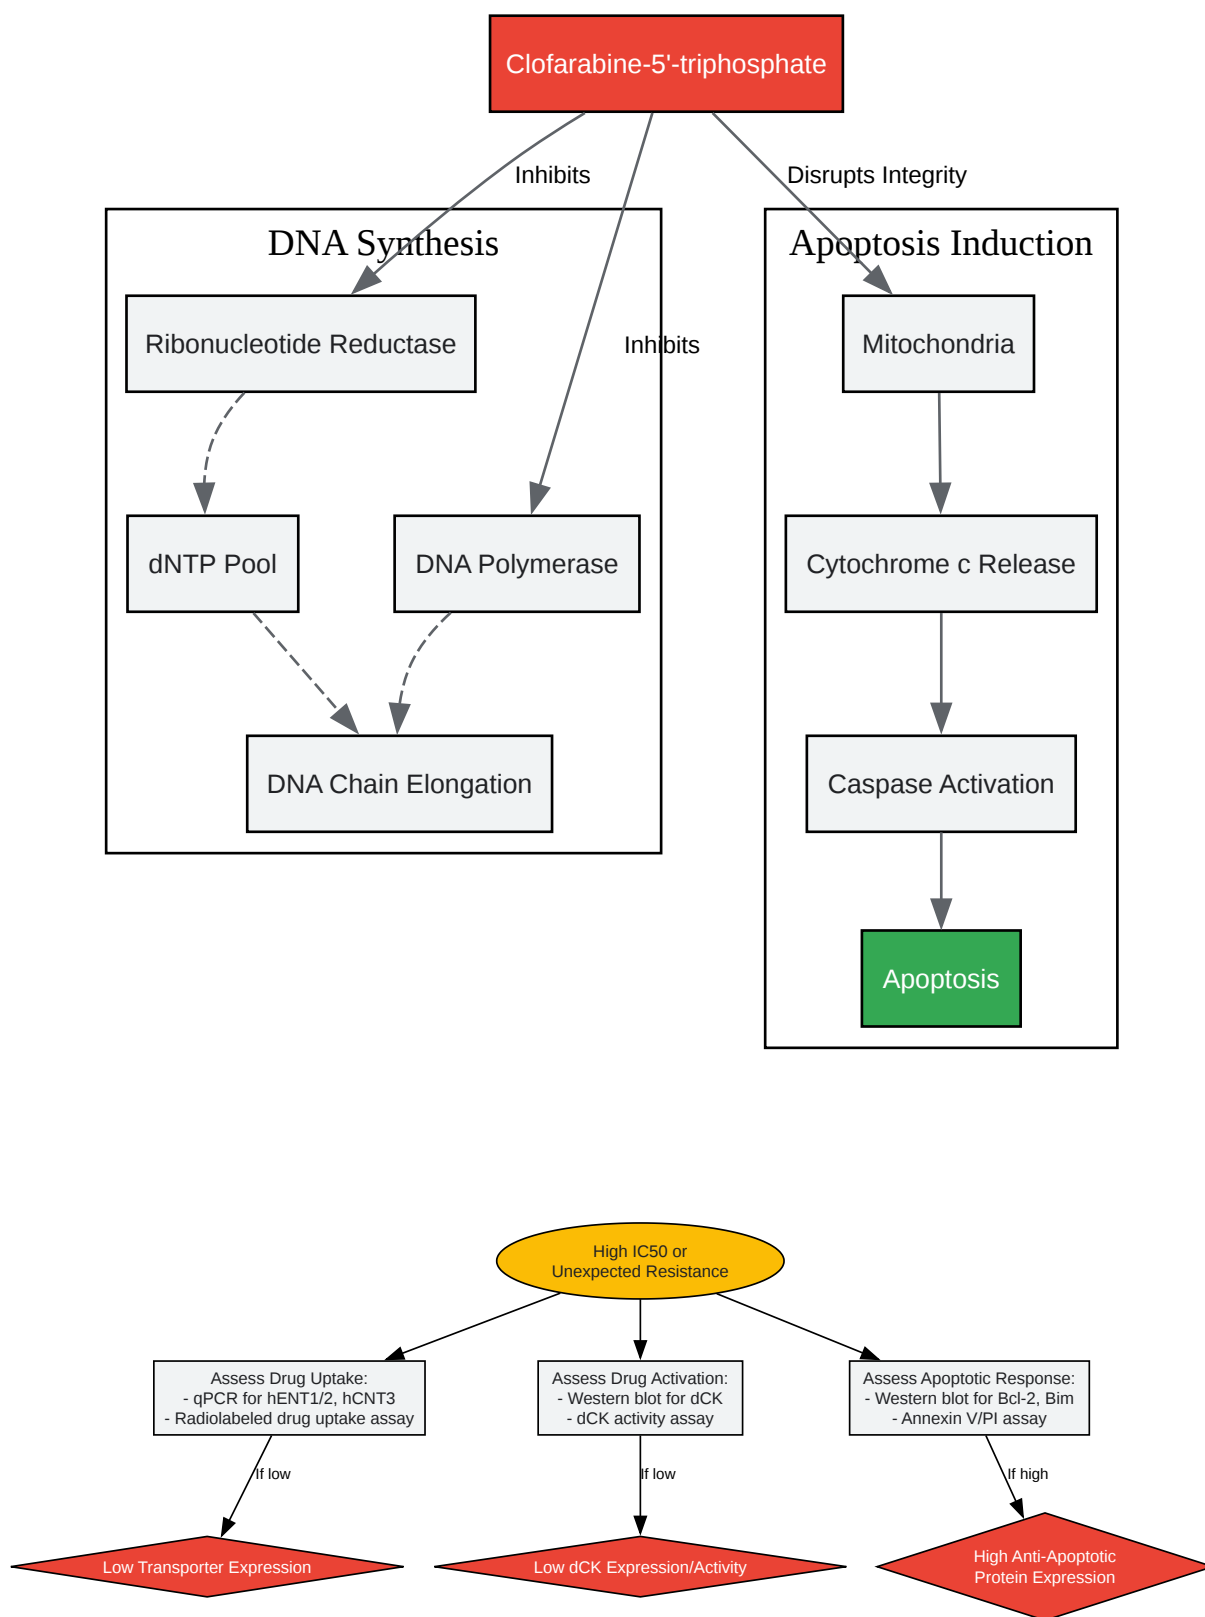 Clofarabine-5'-triphosphate
Inhibits
Disrupts Integrity
DNA Synthesis
Apoptosis Induction
Ribonucleotide Reductase
Inhibits
Mitochondria
dNTP Pool
DNA Polymerase
Cytochrome c Release
DNA Chain Elongation
Caspase Activation
Apoptosis
High IC50 or
Unexpected Resistance
Assess Drug Uptake:
- qPCR for hENT1/2, hCNT3
- Radiolabeled drug uptake assay
Assess Drug Activation:
- Western blot for dCK
- dCK activity assay
Assess Apoptotic Response:
- Western blot for Bcl-2, Bim
- Annexin V/PI assay
If low
If low
If high
Low Transporter Expression
Low dCK Expression/Activity
High Anti-Apoptotic
Protein Expression